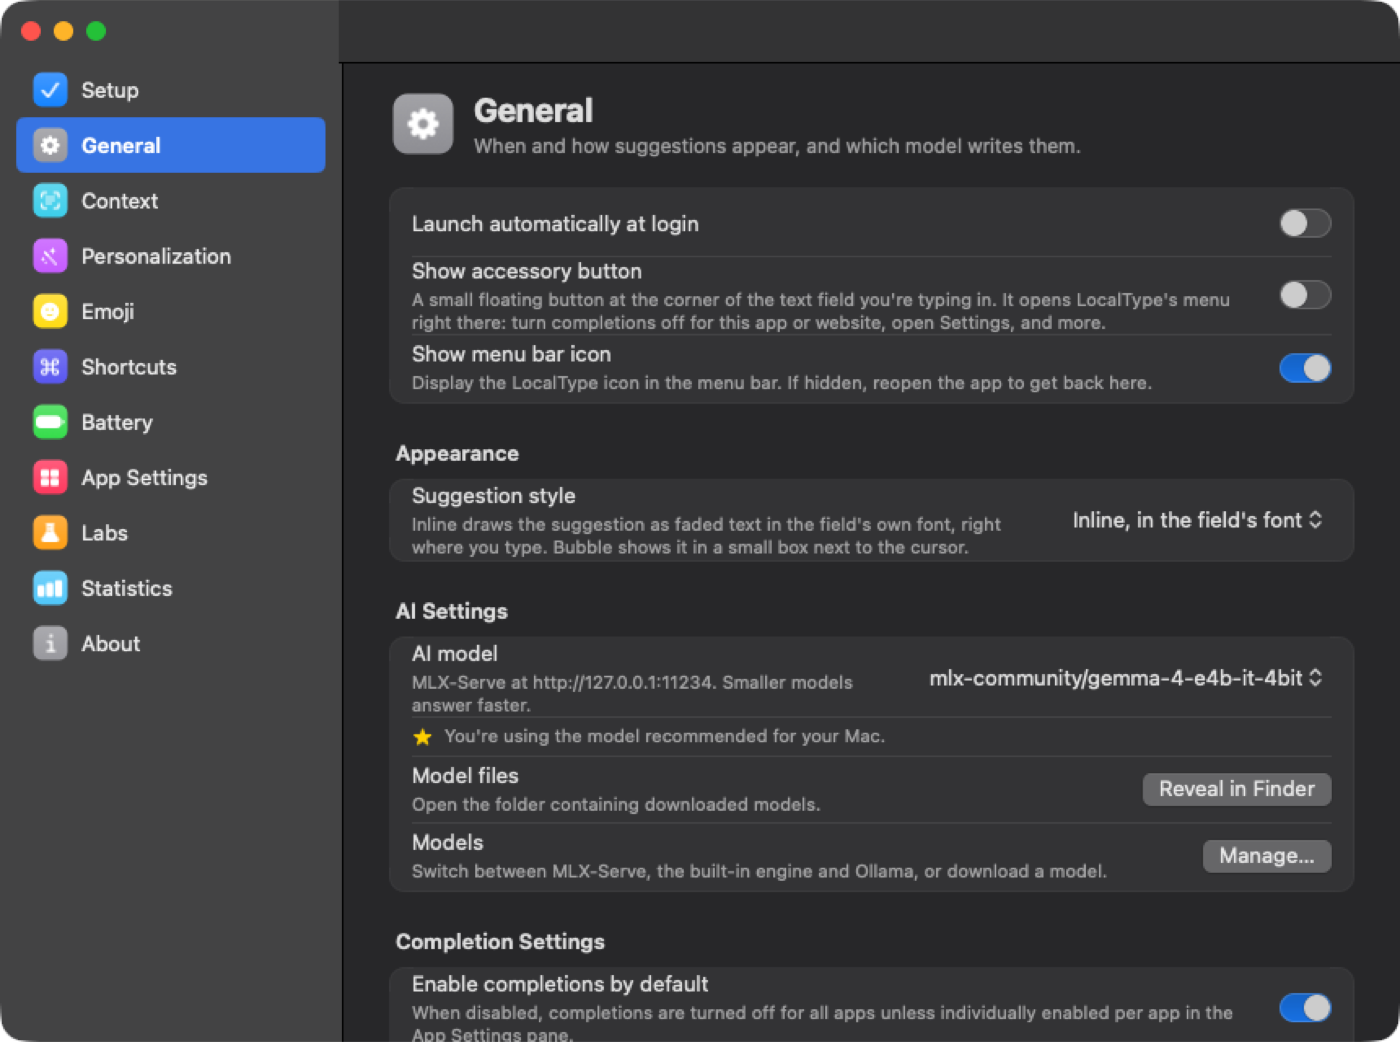 Setup
General
Context
Personalization
Emoji
Shortcuts
Battery
App Settings
Labs
Statistics
About
General
When and how suggestions appear, and which model writes them.
Launch automatically at login
Show accessory button
A small floating button at the corner of the text field you're typing in. It opens LocalType's menu
right there: turn completions off for this app or website, open Settings, and more.
Show menu bar icon
Display the LocalType icon in the menu bar. If hidden, reopen the app to get back here.
Appearance
Suggestion style
Inline draws the suggestion as faded text in the field's own font, right
where you type. Bubble shows it in a small box next to the cursor.
Inline, in the field's font
AI Settings
AI model
MLX-Serve at http://127.0.0.1:11234. Smaller models
answer faster.
mlx-community/gemma-4-e4b-it-4bit
You're using the model recommended for your Mac.
Model files
Open the folder containing downloaded models.
Reveal in Finder
Models
Switch between MLX-Serve, the built-in engine and Ollama, or download a model.
Manage...
Completion Settings
Enable completions by default
When disabled, completions are turned off for all apps unless individually enabled per app in the
App Settings pane.